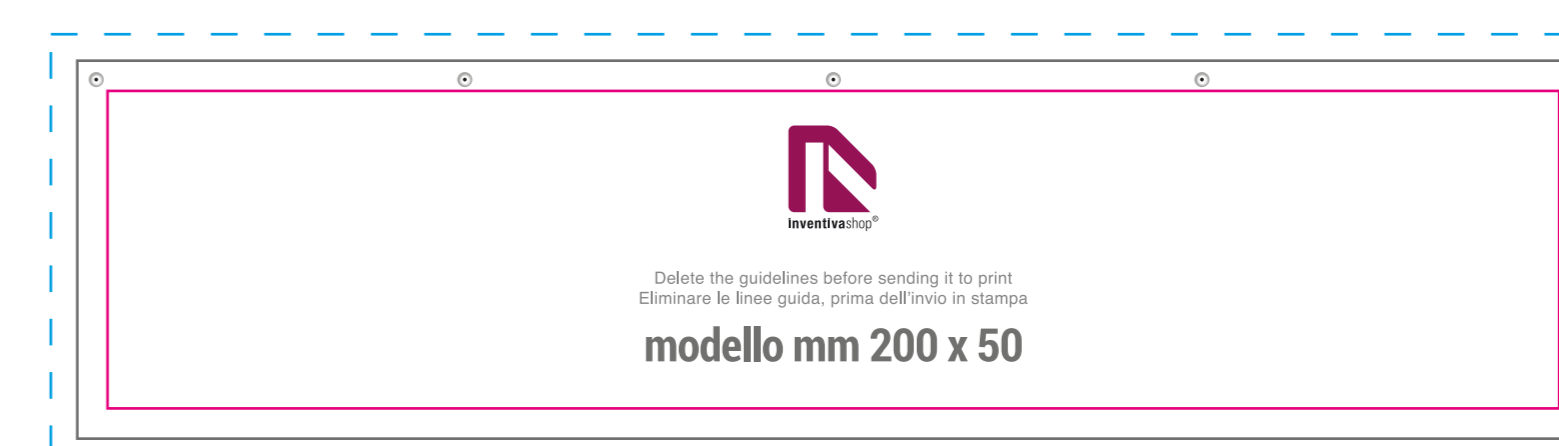 inventivashop®
Delete the guidelines before sending it to print
Eliminare le linee guida, prima dell'invio in stampa
modello mm 200 x 50